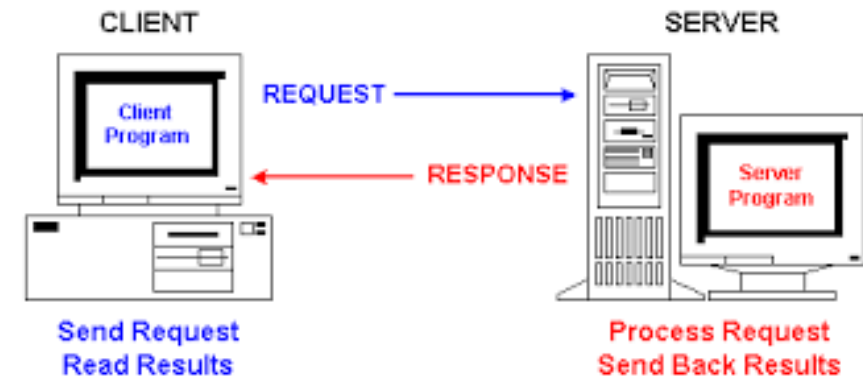 CLIENT
SERVER
REQUEST
Client
Program
RESPONSE
Server
Program
Send Request
Read Results
Process Request
Send Back Results